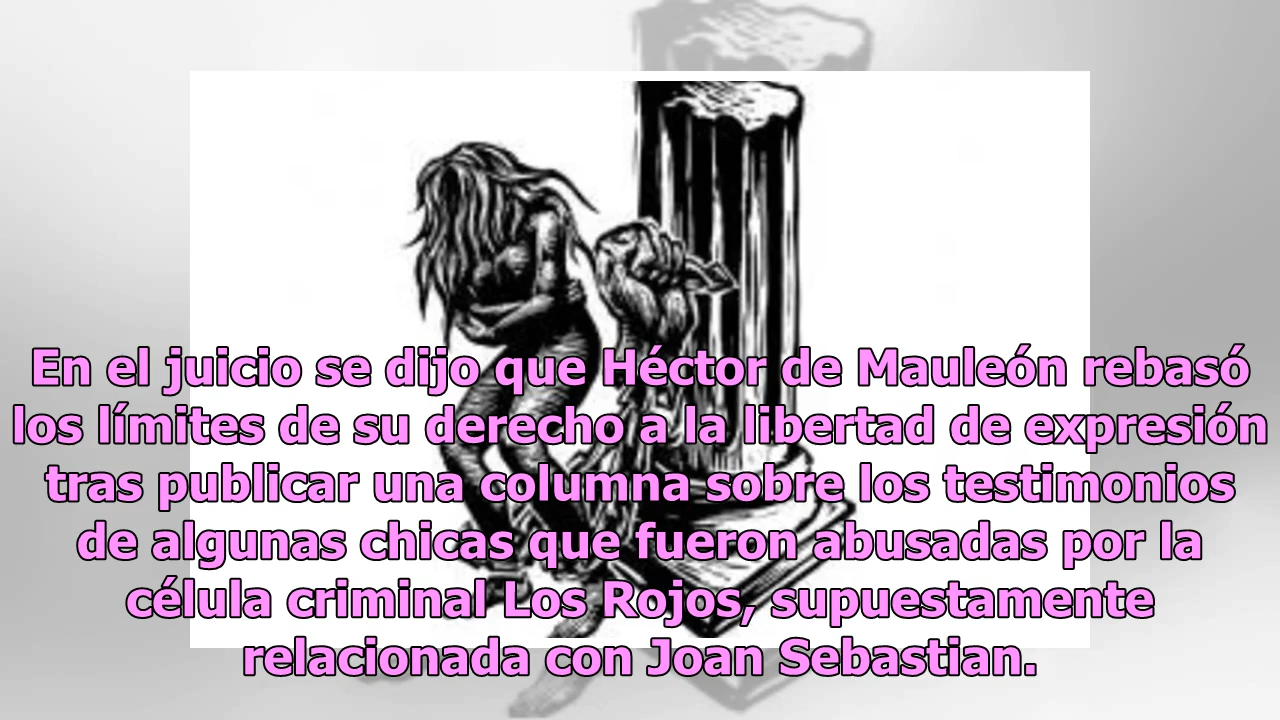 En el juicio se dijo que Héctor de Mauleón rebasó
los límites de su derecho a la libertad de expresión
tras publicar una columna sobre los testimonios
de algunas chicas que fueron abusadas por la
célula criminal Los Rojos, supuestamente
relacionada con Joan Sebastian.